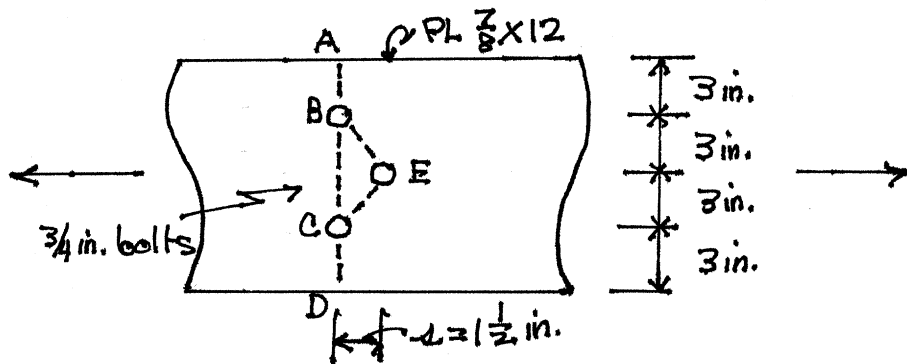 A
PL 7/8 X12
B
E
C
D
3/4 in. bolts
s = 1 1/2 in.
3 in.
3 in.
3 in.
3 in.